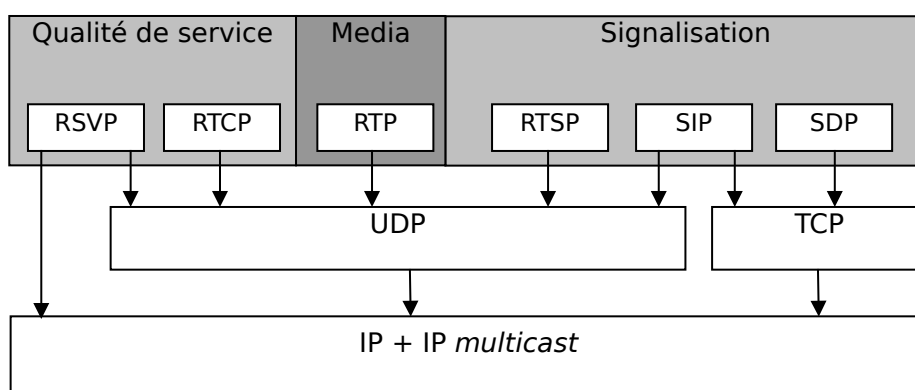 Qualité de service Media Signalisation
RSVP RTCP RTP RTSP SIP SDP
UDP TCP
IP + IP multicast